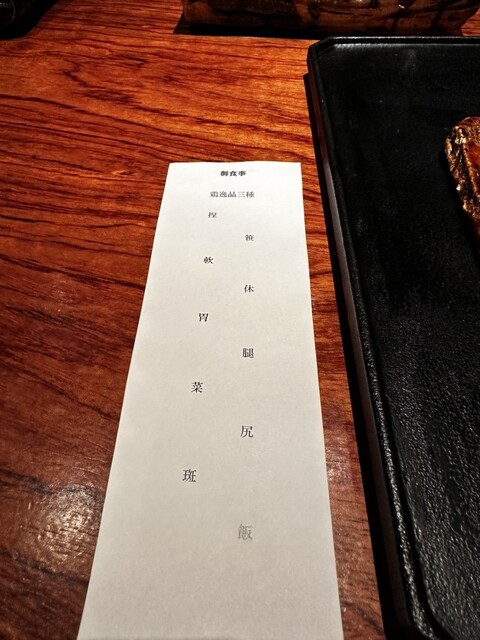 御食事
鶏逸品三種
捏
笹
軟
休
胃
腿
菜
尻
斑
飯